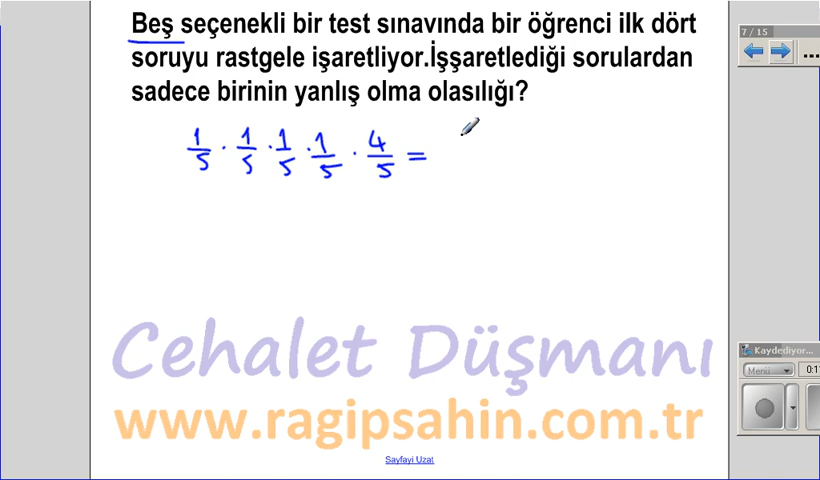 Beş seçenekli bir test sınavında bir öğrenci ilk dört
soruyu rastgele işaretliyor.İşşaretlediği sorulardan
sadece birinin yanlış olma olasılığı?
1/5 · 1/5 · 1/5 · 1/5 · 4/5 =
Cehalet Düşmanı
www.ragipsahin.com.tr
Sayfayi Uzat
7 / 15
Kaydediyor...
Menü